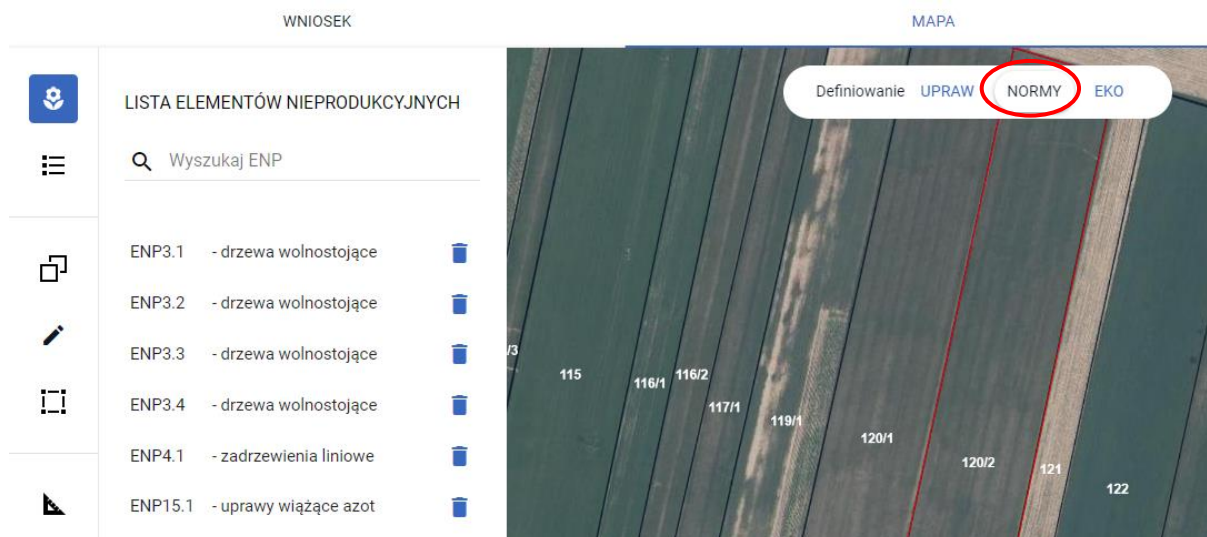 WNIOSEK
MAPA
LISTA ELEMENTÓW NIEPRODUKCYJNYCH
Wyszukaj ENP
ENP3.1 - drzewa wolnostojące
ENP3.2 - drzewa wolnostojące
ENP3.3 - drzewa wolnostojące
ENP3.4 - drzewa wolnostojące
ENP4.1 - zadrzewienia liniowe
ENP15.1 - uprawy wiążące azot
Definiowanie UPRAW NORMY EKO
/3
115
116/1
116/2
117/1
119/1
120/1
120/2
121
122